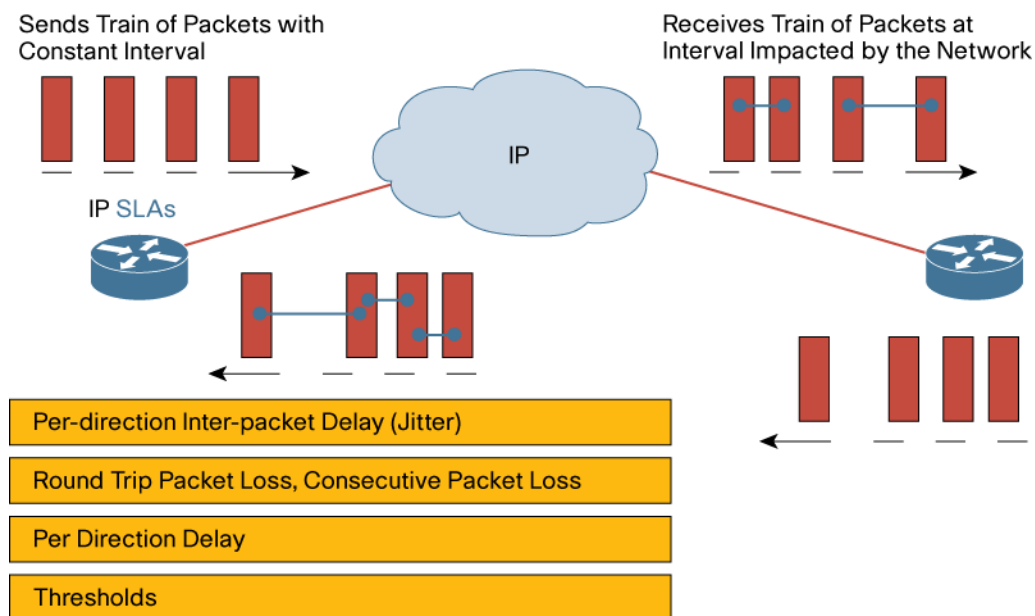 Sends Train of Packets with
Constant Interval
Receives Train of Packets at
Interval Impacted by the Network
IP
IP SLAs
Per-direction Inter-packet Delay (Jitter)
Round Trip Packet Loss, Consecutive Packet Loss
Per Direction Delay
Thresholds